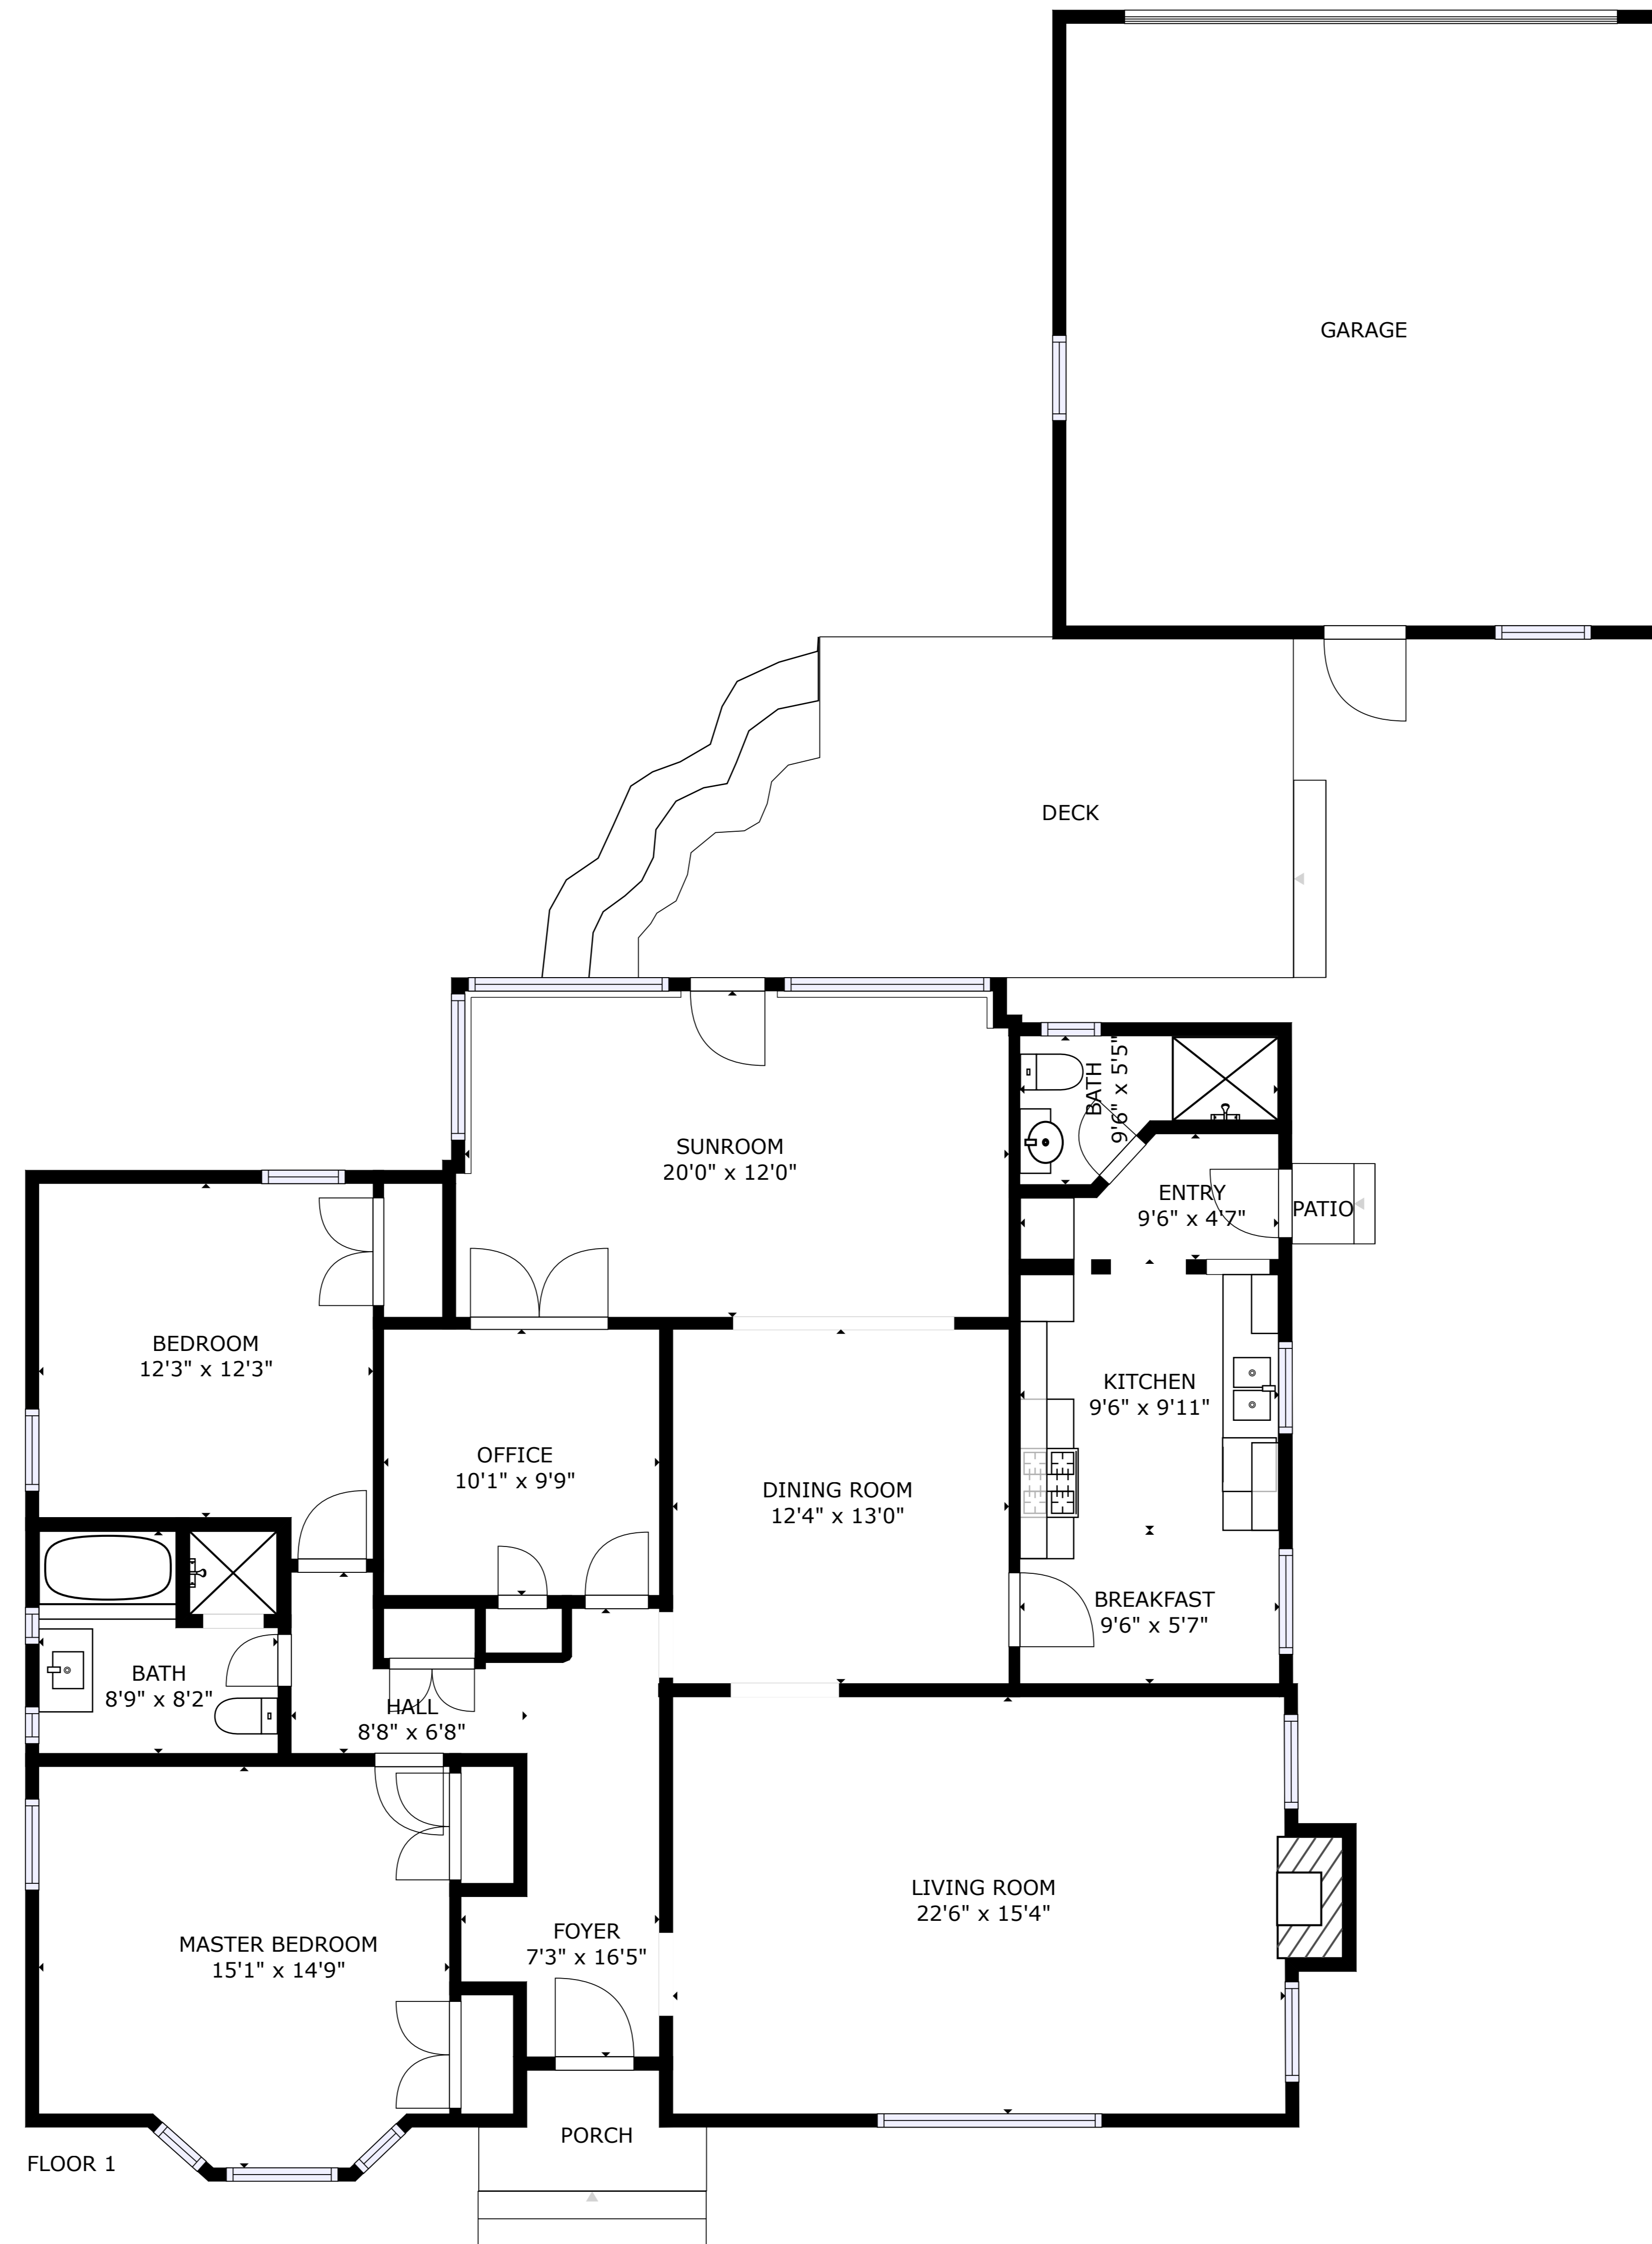 GARAGE
DECK
SUNROOM
20'0" x 12'0"
BATH
9'6" x 5'5"
ENTRY
9'6" x 4'7"
PATIO
BEDROOM
12'3" x 12'3"
KITCHEN
9'6" x 9'11"
OFFICE
10'1" x 9'9"
DINING ROOM
12'4" x 13'0"
BREAKFAST
9'6" x 5'7"
BATH
8'9" x 8'2"
HALL
8'8" x 6'8"
LIVING ROOM
22'6" x 15'4"
FOYER
7'3" x 16'5"
MASTER BEDROOM
15'1" x 14'9"
PORCH
FLOOR 1